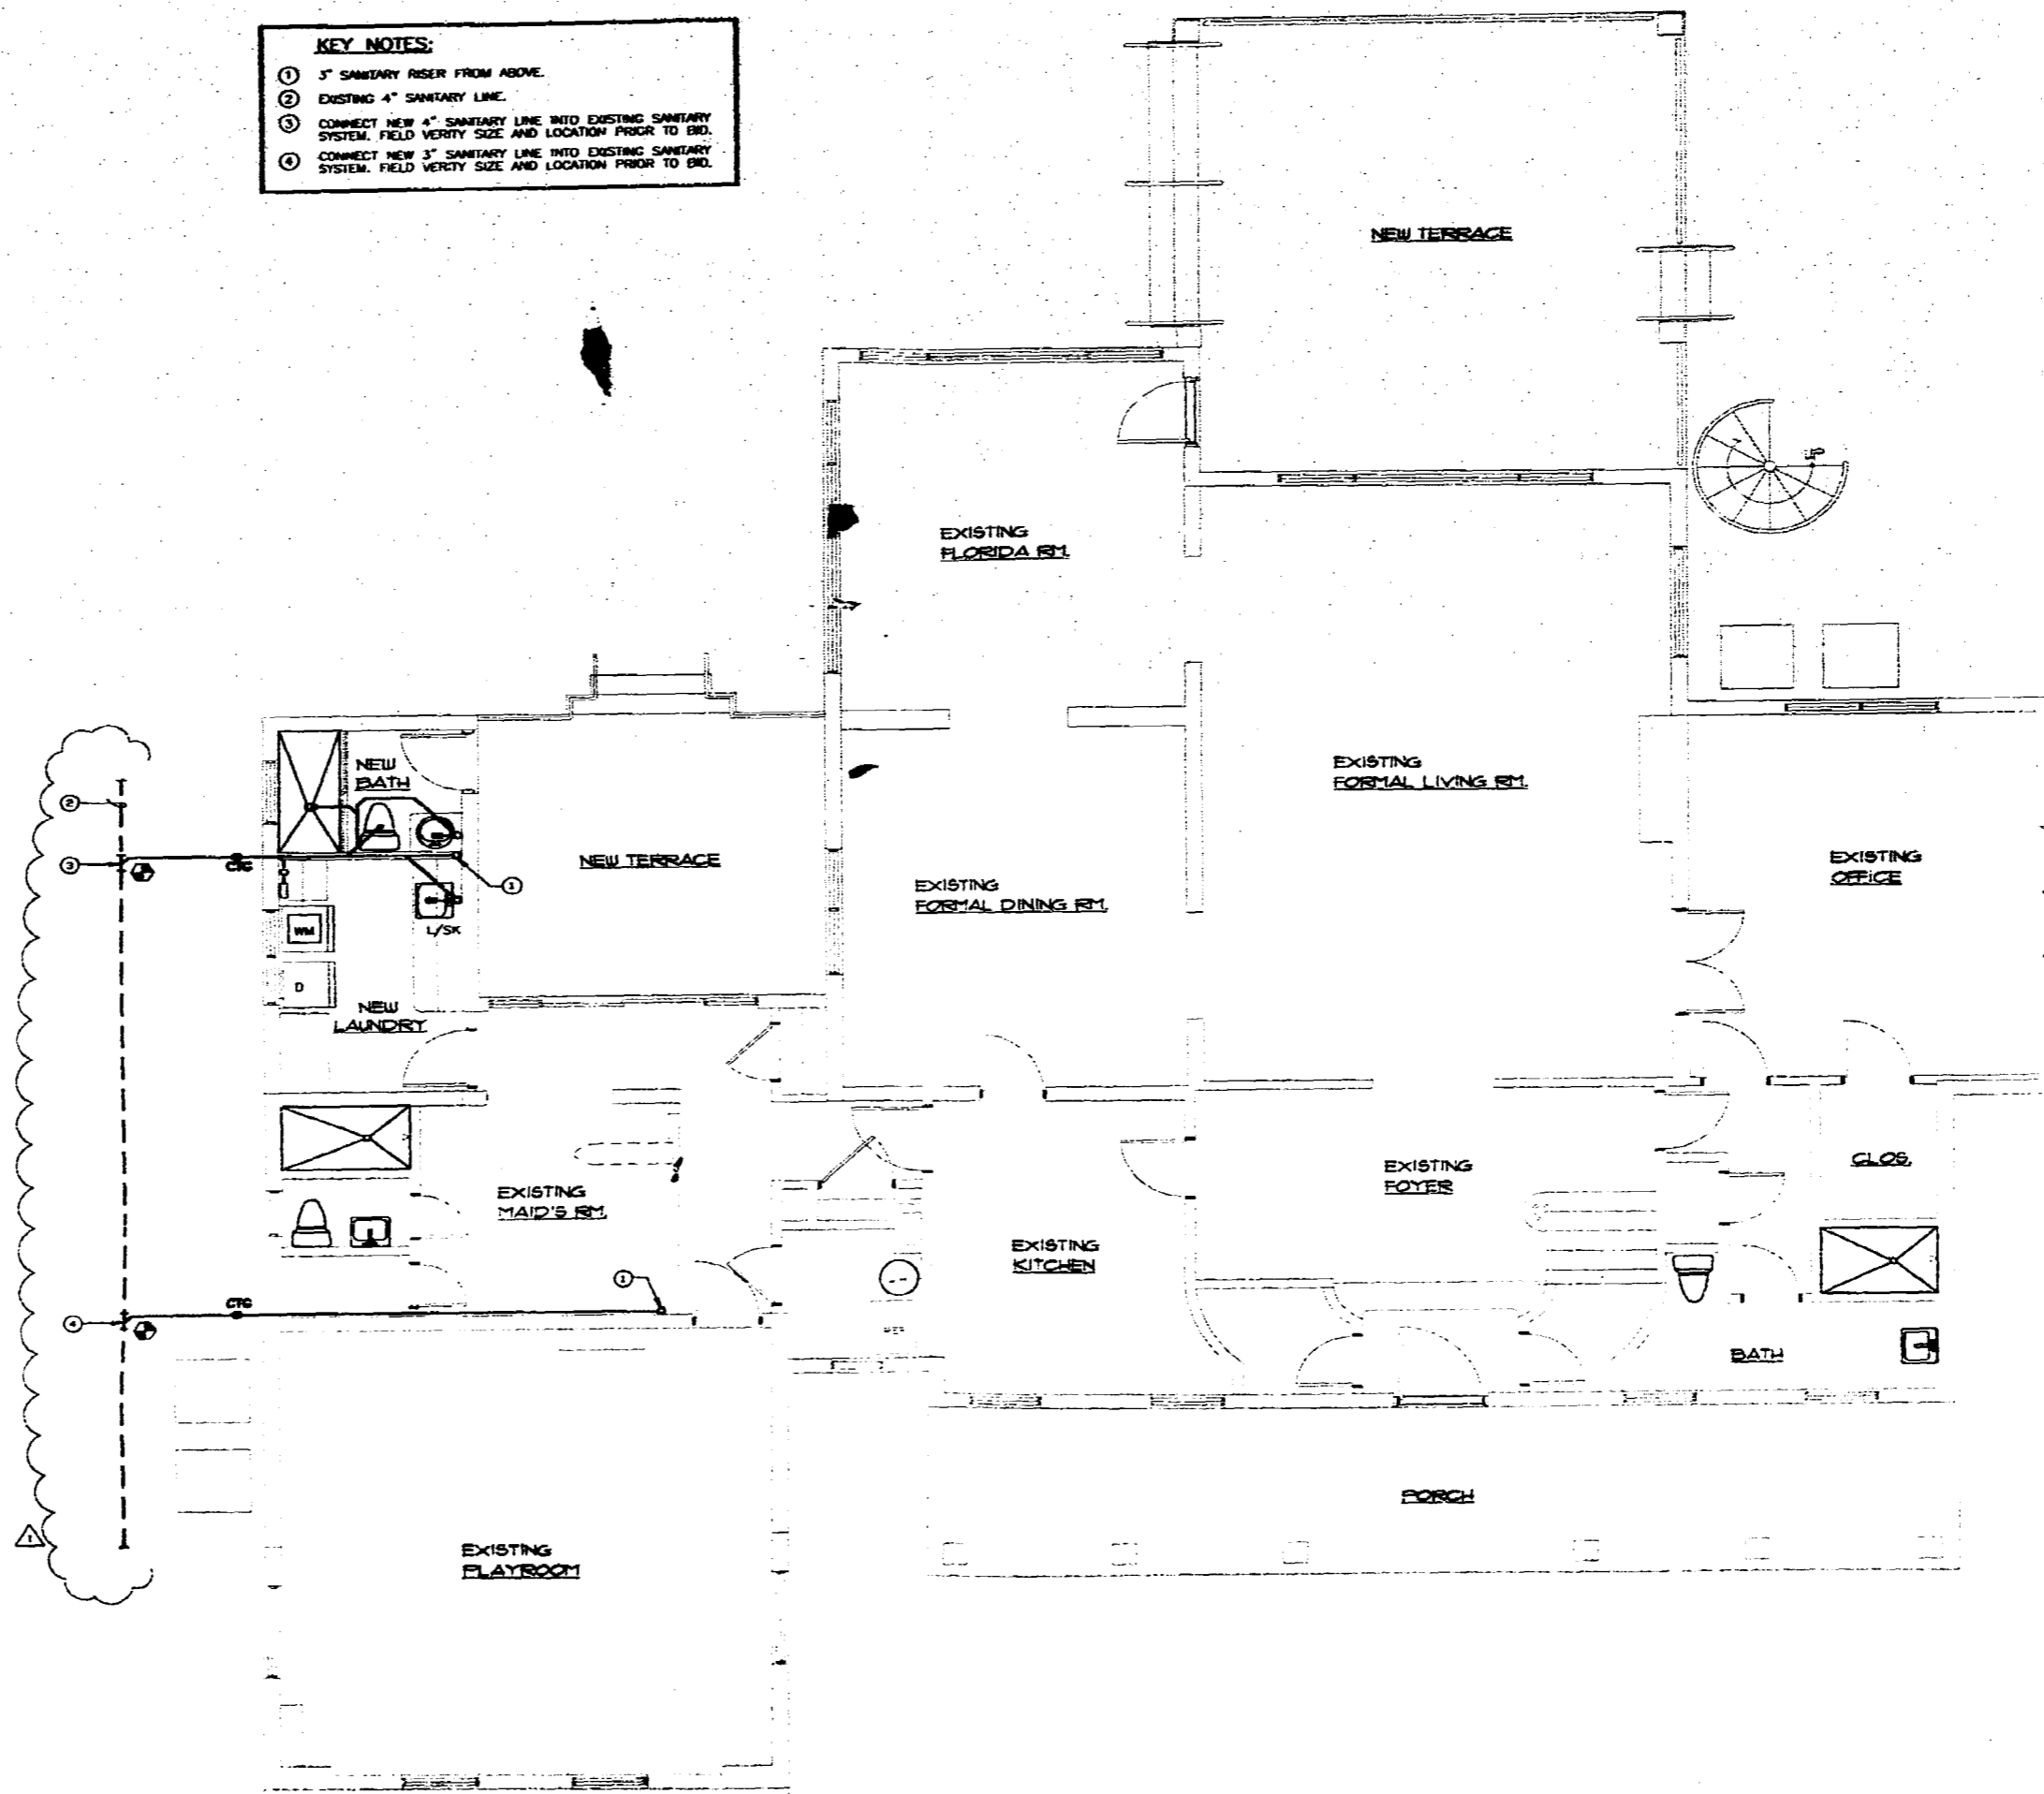 KEY NOTES:
1 3" SANITARY RISER FROM ABOVE.
2 EXISTING 4" SANITARY LINE.
3 CONNECT NEW 4" SANITARY LINE INTO EXISTING SANITARY
SYSTEM. FIELD VERITY SIZE AND LOCATION PRIOR TO BID.
4 CONNECT NEW 3" SANITARY LINE INTO EXISTING SANITARY
SYSTEM. FIELD VERITY SIZE AND LOCATION PRIOR TO BID.
NEW TERRACE
UP
EXISTING
FLORIDA RM.
NEW
BATH
2
3
CTG
1
NEW TERRACE
EXISTING
FORMAL LIVING RM.
EXISTING
OFFICE
EXISTING
FORMAL DINING RM.
WM
L/SK
D
NEW
LAUNDRY
EXISTING
MAID'S RM.
EXISTING
FOYER
CLOS.
EXISTING
KITCHEN
1
CTG
4
BATH
PORCH
1
EXISTING
PLAYROOM